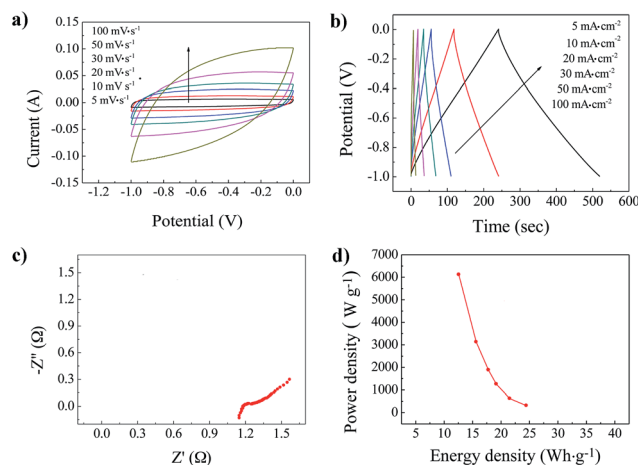 a)
100 mV·s⁻¹
50 mV·s⁻¹
30 mV·s⁻¹
20 mV·s⁻¹
10 mV s⁻¹
5 mV·s⁻¹
Current (A)
0.15
0.10
0.05
0.00
-0.05
-0.10
-0.15
-1.2 -0.9 -0.6 -0.4 -0.2 0.0
Potential (V)
b)
5 mA·cm⁻²
10 mA·cm⁻²
20 mA·cm⁻²
30 mA·cm⁻²
50 mA·cm⁻²
100 mA·cm⁻²
Potential (V)
0.0
-0.2
-0.4
-0.6
-0.8
-1.0
0 100 200 300 400 500 600
Time (sec)
c)
-Z" (Ω)
1.5
1.2
0.9
0.6
0.3
0.0
0.0 0.3 0.6 0.9 1.2 1.5
Z' (Ω)
d)
Power density ( W g⁻¹)
7000
6000
5000
4000
3000
2000
1000
0
5 10 15 20 25 30 35 40
Energy density (Wh·g⁻¹)